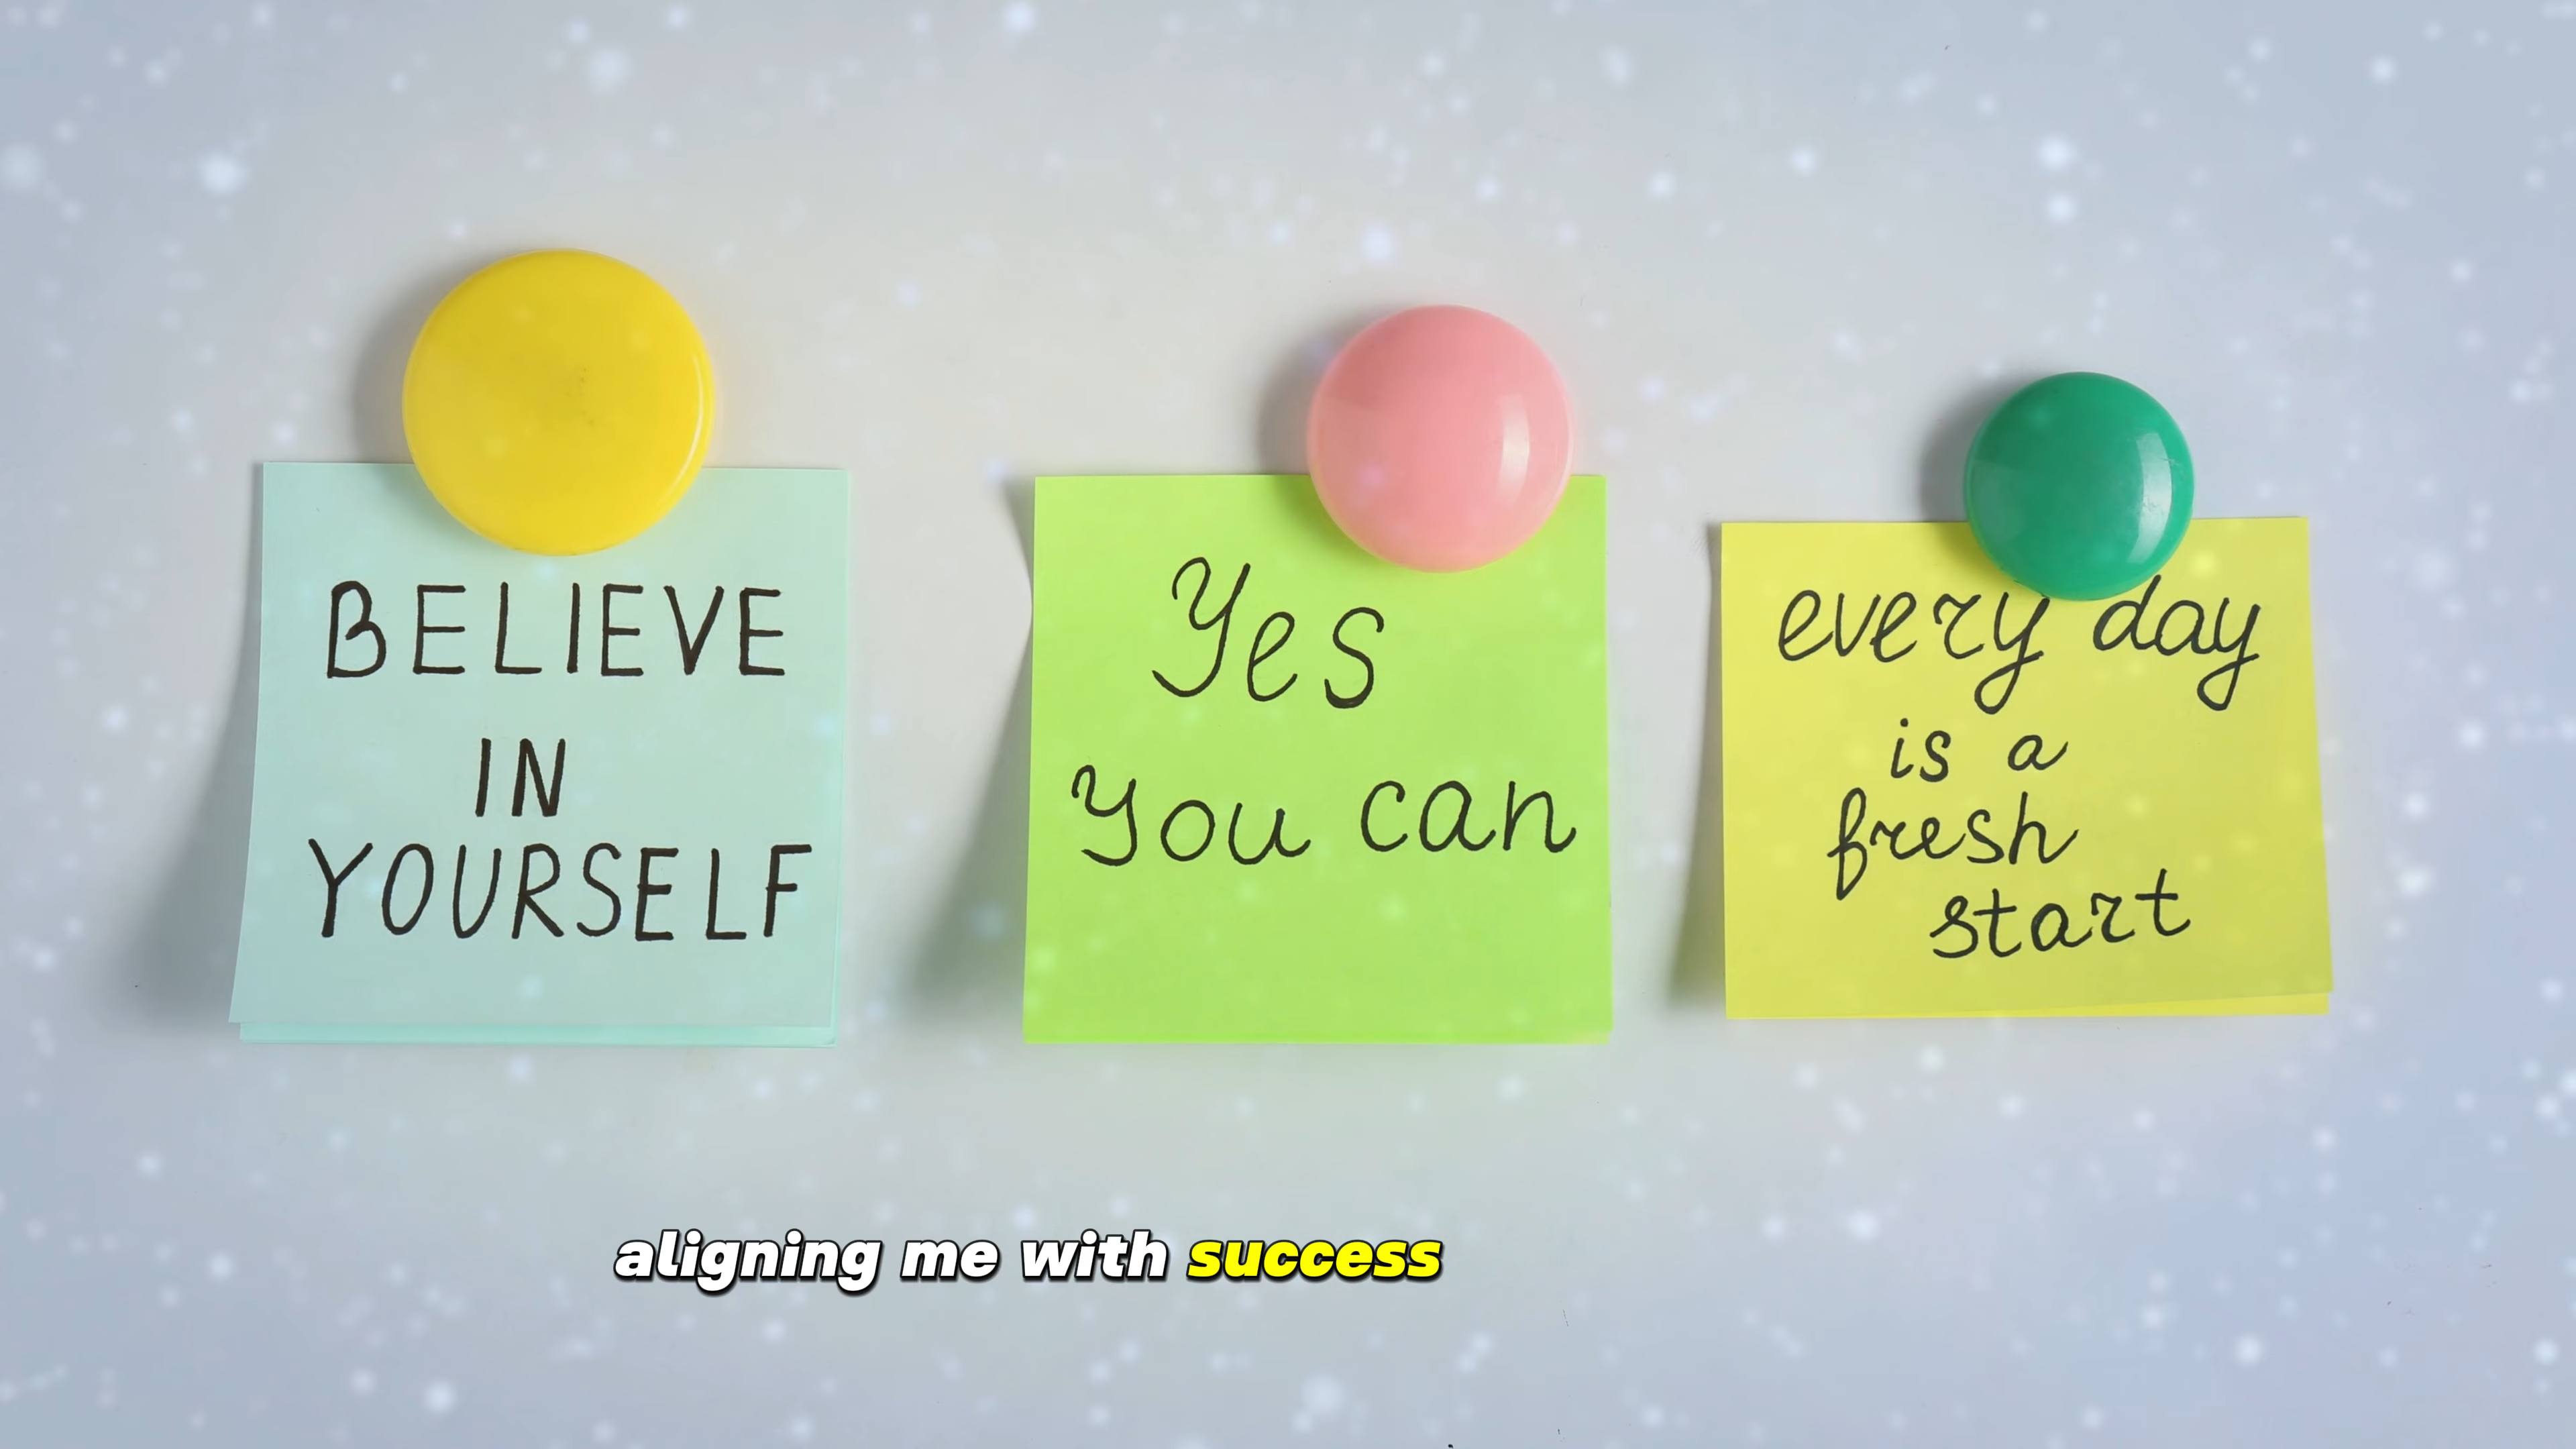 BELIEVE
IN
YOURSELF
Yes
You can
every day
is a
fresh
start
aligning me with success